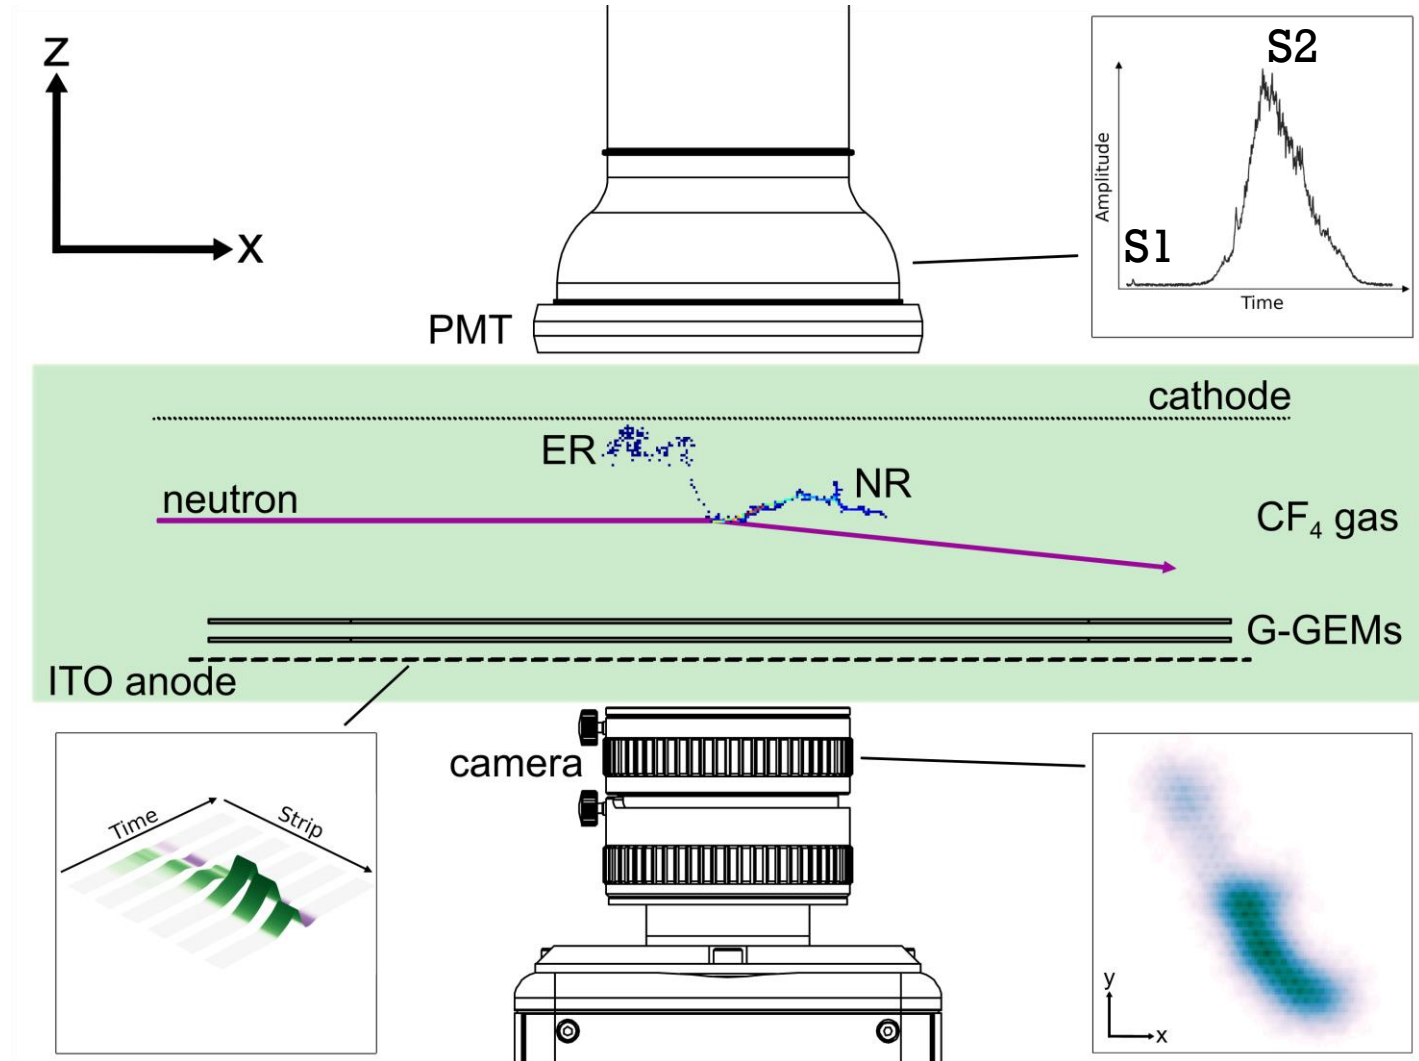 Z
X
PMT
S2
Amplitude
S1
Time
cathode
ER
NR
neutron
CF₄ gas
G-GEMs
ITO anode
camera
Time
Strip
y
x